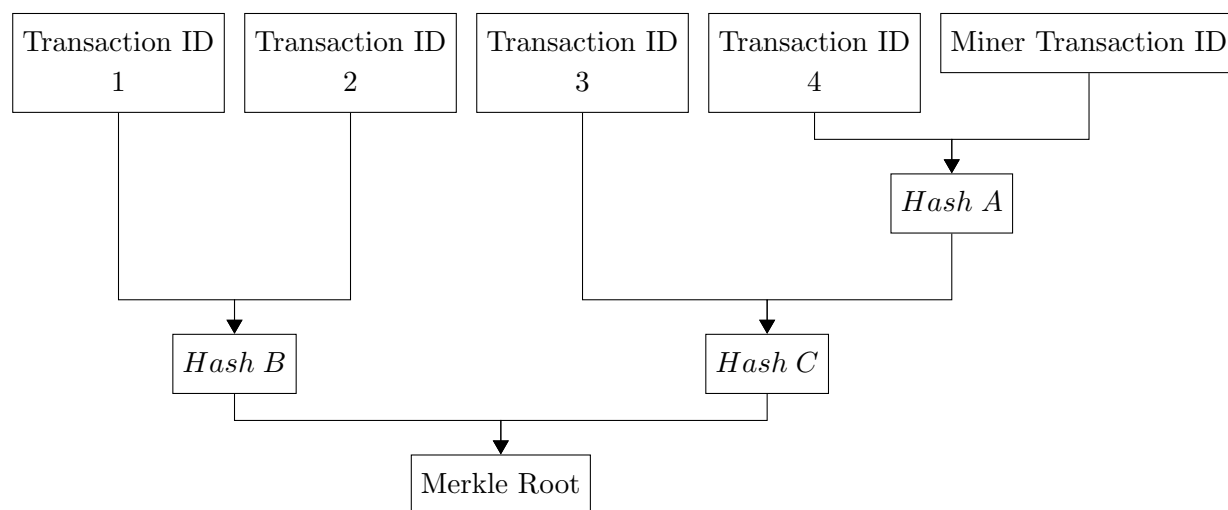 Transaction ID
1
Transaction ID
2
Transaction ID
3
Transaction ID
4
Miner Transaction ID
Hash A
Hash B
Hash C
Merkle Root